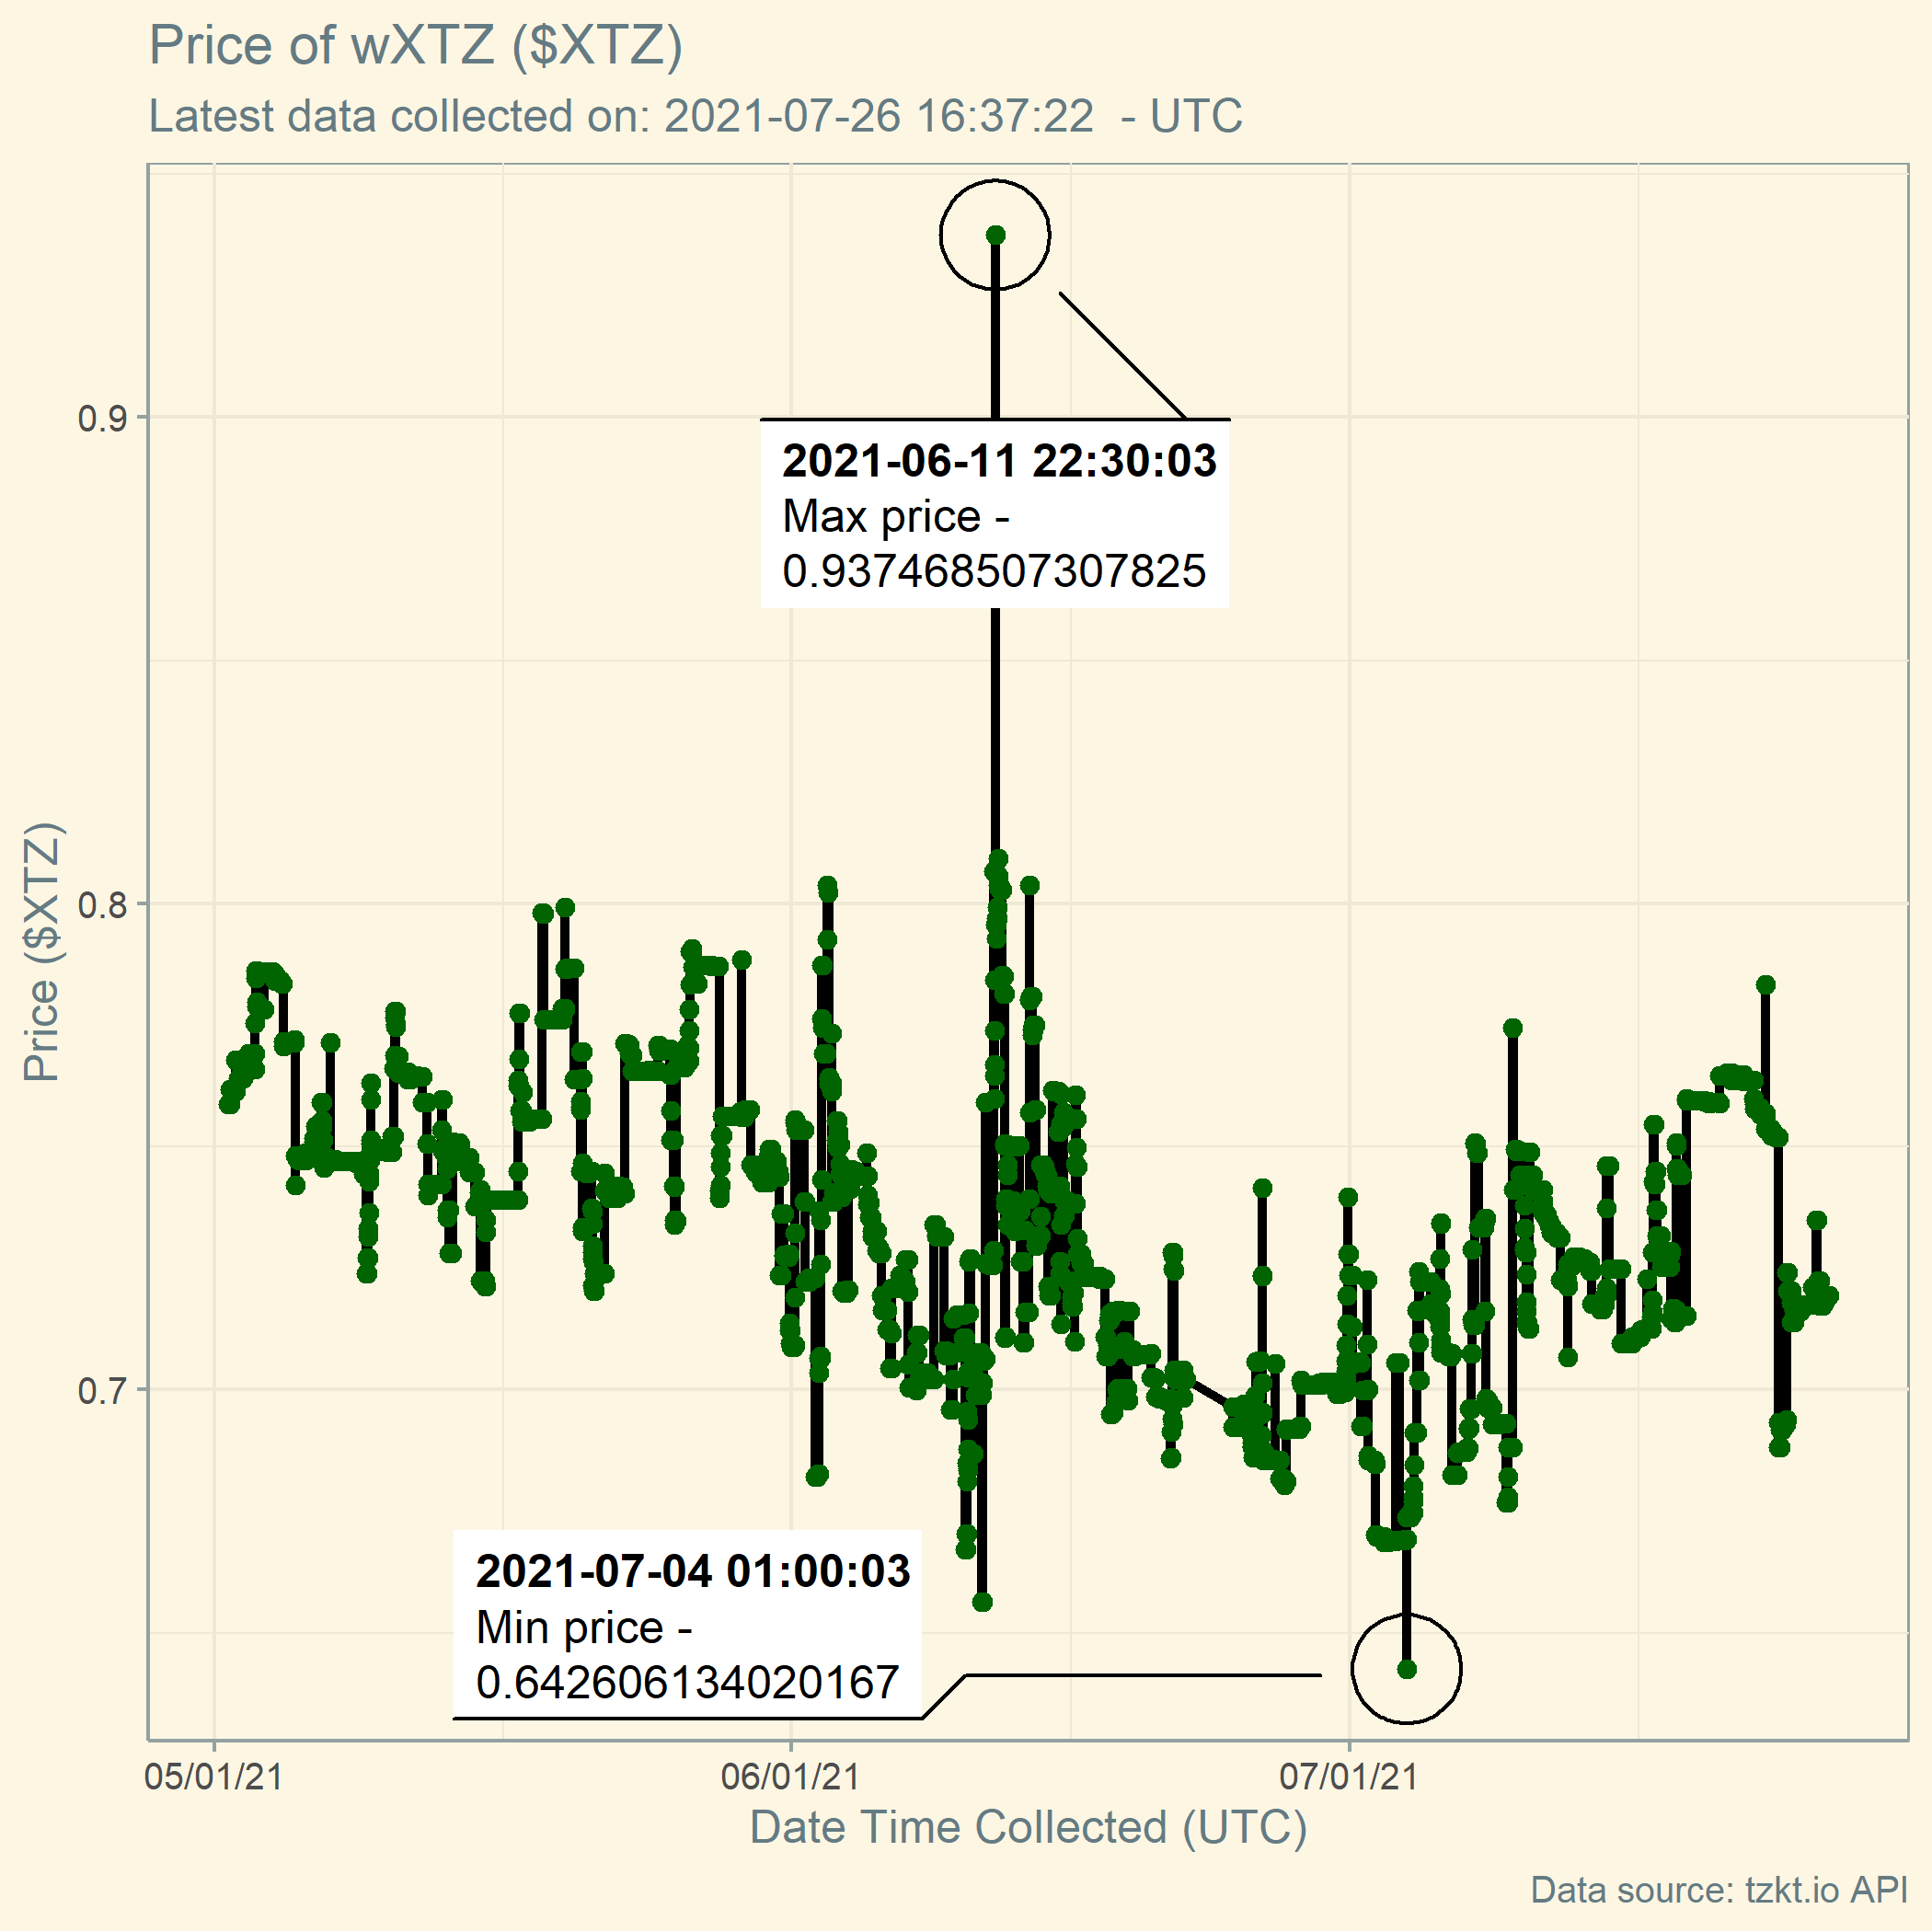 Price of wXTZ ($XTZ)
Latest data collected on: 2021-07-26 16:37:22  - UTC
Price ($XTZ)
0.9
0.8
0.7
2021-06-11 22:30:03
Max price -
0.937468507307825
2021-07-04 01:00:03
Min price -
0.642606134020167
05/01/21
06/01/21
07/01/21
Date Time Collected (UTC)
Data source: tzkt.io API